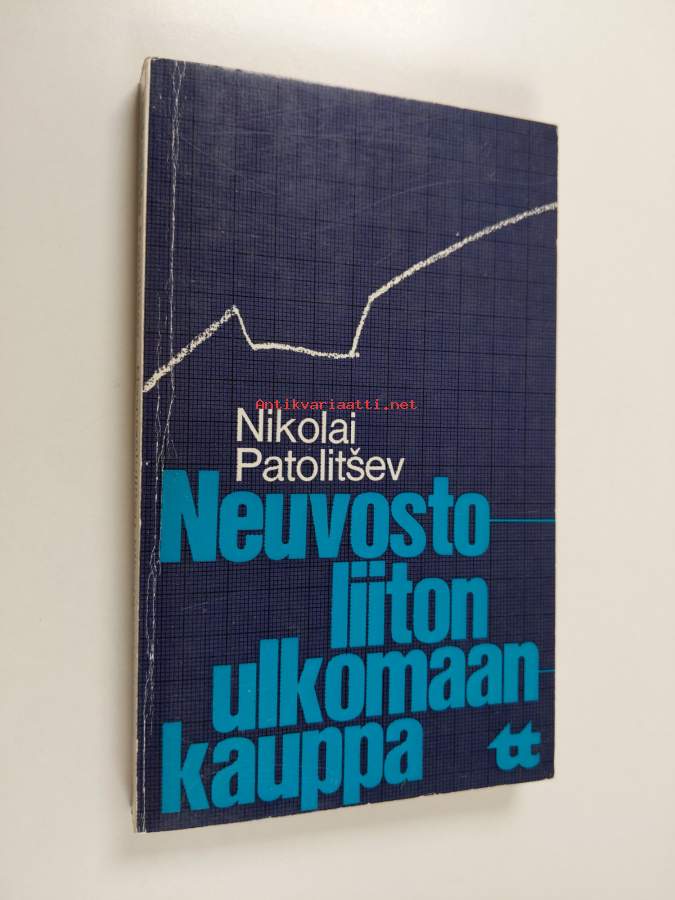 Antikvariaatti.net
Nikolai
Patolitšev
Neuvosto-
liiton
ulkomaan-
kauppa
tt